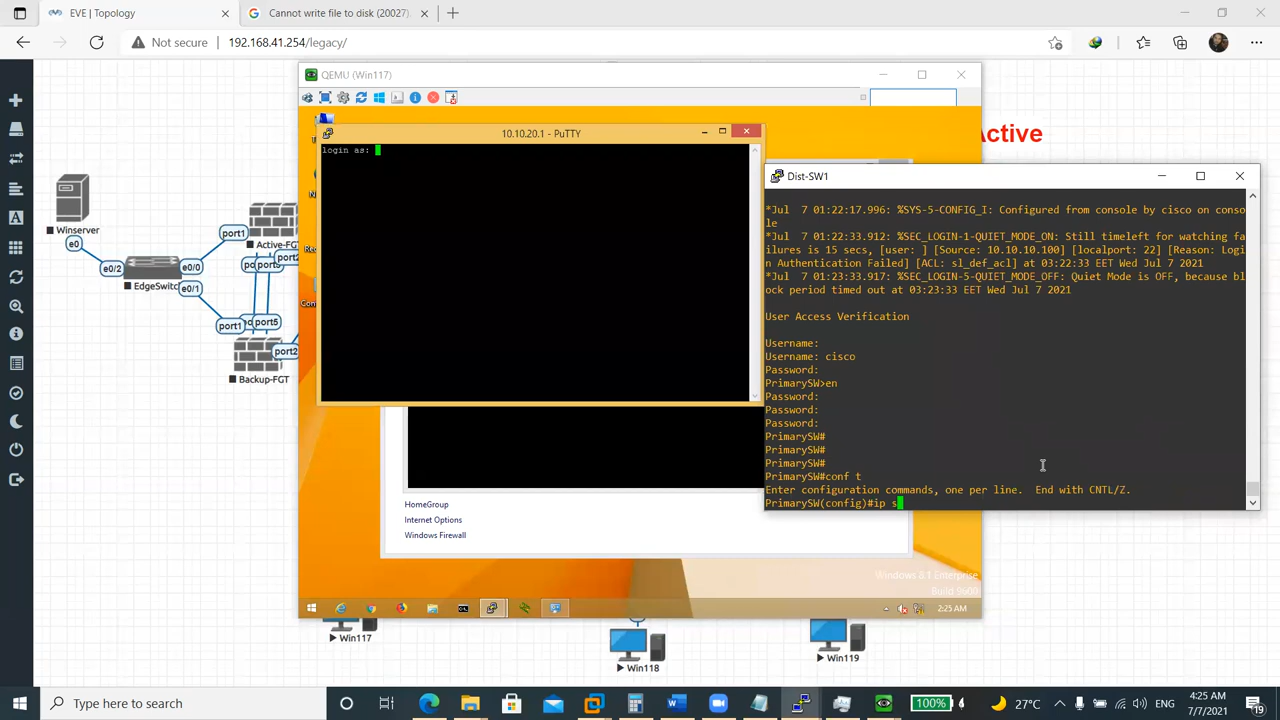 EVE | Topology
Cannot write file to disk (20027)
Not secure
192.168.41.254/legacy/
QEMU (Win117)
Active
10.10.20.1 - PuTTY
login as:
Dist-SW1
*Jul  7 01:22:17.996: %SYS-5-CONFIG_I: Configured from console by cisco on conso
le
*Jul  7 01:22:33.912: %SEC_LOGIN-1-QUIET_MODE_ON: Still timeleft for watching fa
ilures is 15 secs, [user: ] [Source: 10.10.10.100] [localport: 22] [Reason: Logi
n Authentication Failed] [ACL: sl_def_acl] at 03:22:33 EET Wed Jul 7 2021
*Jul  7 01:23:33.917: %SEC_LOGIN-5-QUIET_MODE_OFF: Quiet Mode is OFF, because bl
ock period timed out at 03:23:33 EET Wed Jul 7 2021
User Access Verification
Username:
Username: cisco
Password:
PrimarySW>en
Password:
Password:
Password:
PrimarySW#
PrimarySW#
PrimarySW#
PrimarySW#conf t
Enter configuration commands, one per line.  End with CNTL/Z.
PrimarySW(config)#ip s
Winserver
e0
e0/2
EdgeSwitc
e0/0
e0/1
port1
Active-FGT
port5
port1
port2
Backup-FGT
HomeGroup
Internet Options
Windows Firewall
Windows 8.1 Enterprise
Build 9600
2:25 AM
Win117
Win118
Win119
Type here to search
100%
27°C
4:25 AM
7/7/2021
19